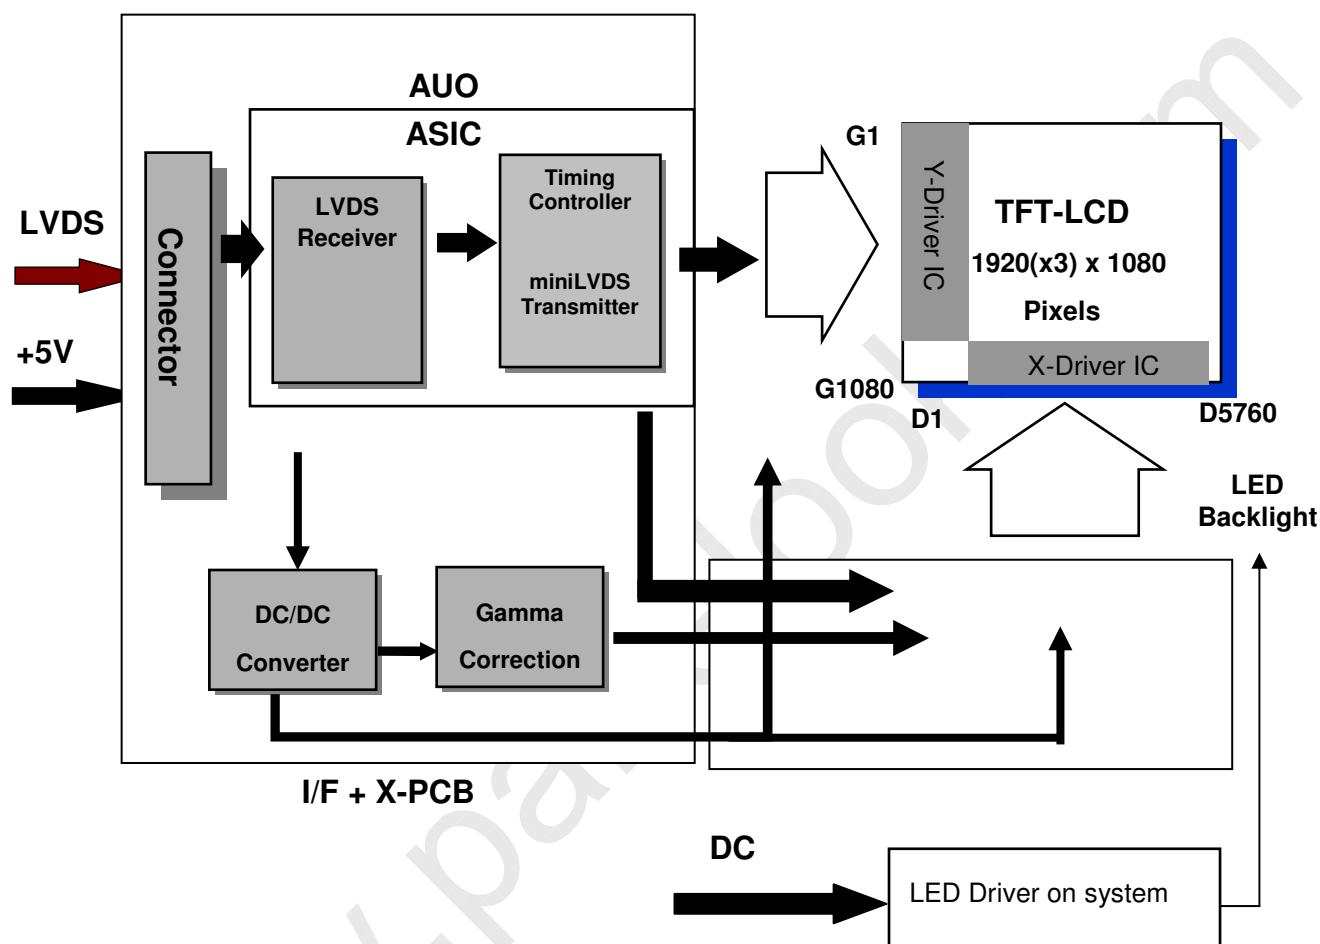 AUO
ASIC
G1
Timing
Controller
LVDS
Receiver
Y-Driver IC
TFT-LCD
LVDS
Connector
1920(x3) x 1080
miniLVDS
Transmitter
Pixels
+5V
X-Driver IC
G1080
D1
D5760
LED
Backlight
DC/DC
Converter
Gamma
Correction
I/F + X-PCB
DC
LED Driver on system